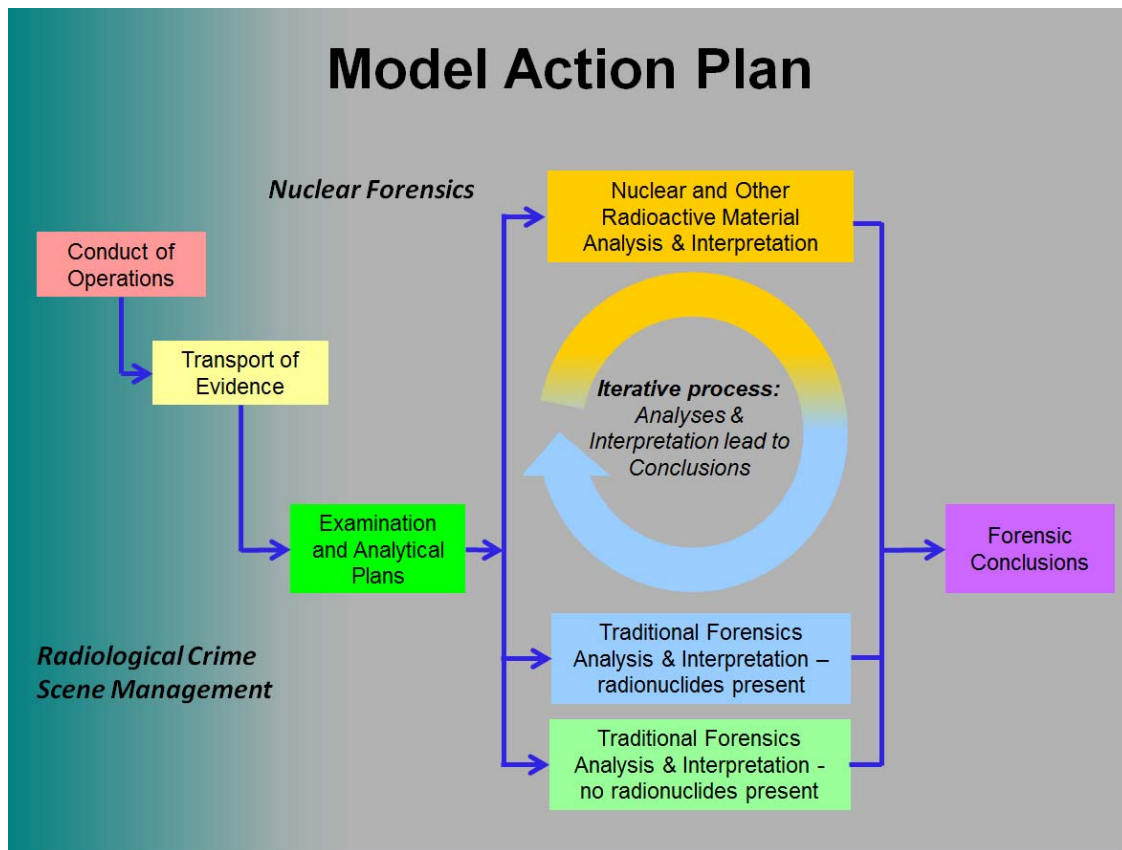 Model Action Plan
Nuclear Forensics
Nuclear and Other
Radioactive Material
Analysis & Interpretation
Conduct of
Operations
Transport of
Evidence
Iterative process:
Analyses &
Interpretation lead to
Conclusions
Examination
and Analytical
Plans
Forensic
Conclusions
Radiological Crime
Scene Management
Traditional Forensics
Analysis & Interpretation –
radionuclides present
Traditional Forensics
Analysis & Interpretation -
no radionuclides present